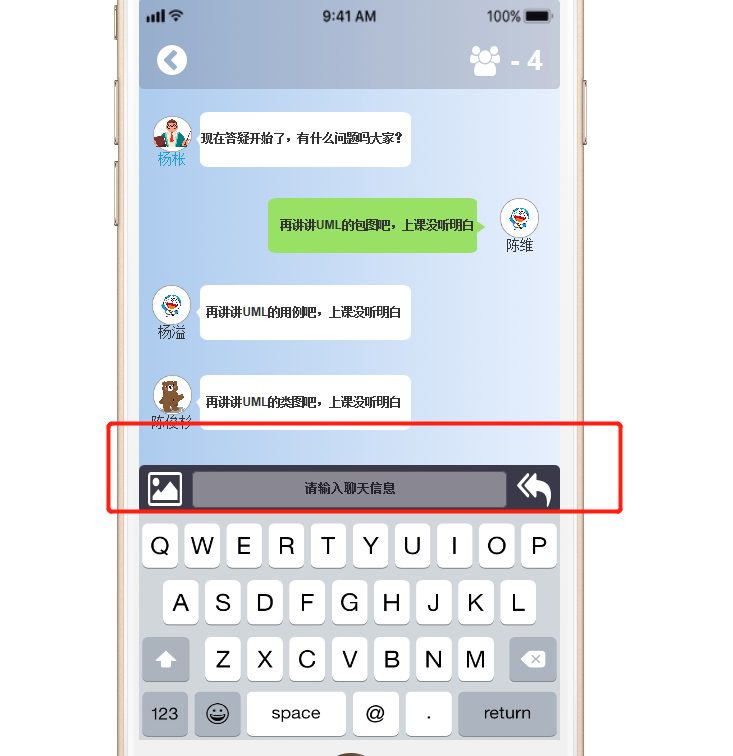 9:41 AM
100%
- 4
现在答疑开始了，有什么问题吗大家？
杨枨
再讲讲UML的包图吧，上课没听明白
陈维
再讲讲UML的用例吧，上课没听明白
杨溢
再讲讲UML的类图吧，上课没听明白
陈俊杉
请输入聊天信息
Q W E R T Y U I O P
A S D F G H J K L
Z X C V B N M
123 space @ . return